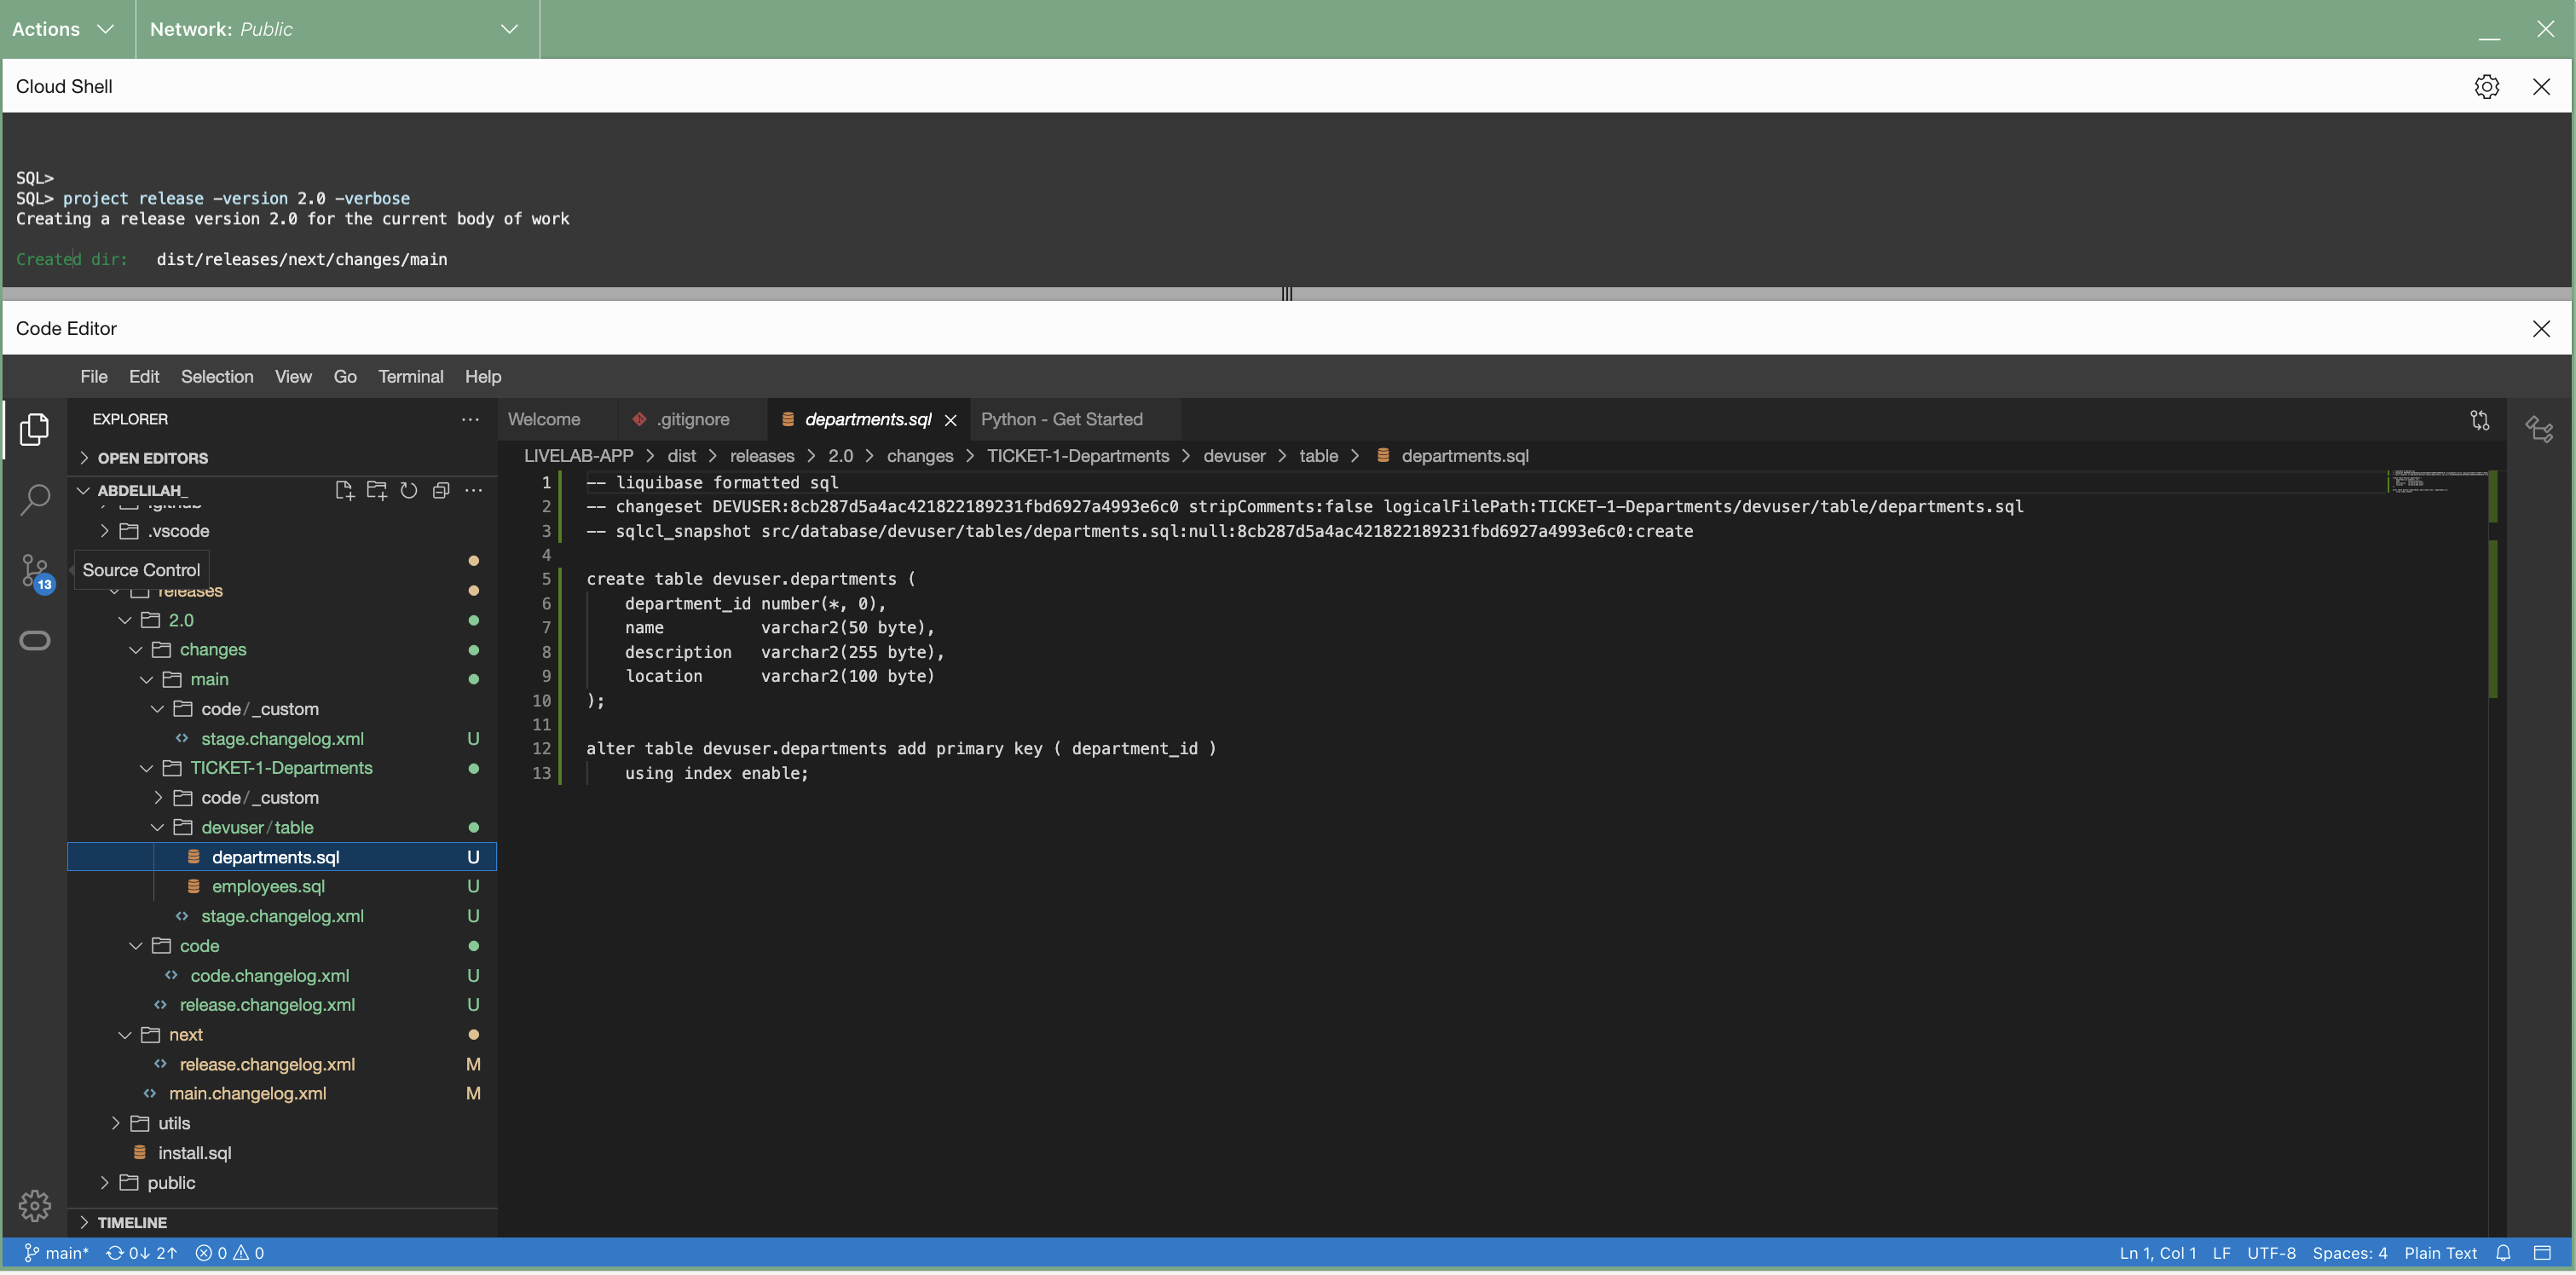 Actions
Network: Public
Cloud Shell
SQL>
SQL> project release –version 2.0 –verbose
Creating a release version 2.0 for the current body of work
Created dir: dist/releases/next/changes/main
Code Editor
File Edit Selection View Go Terminal Help
EXPLORER
OPEN EDITORS
ABDELILAH_
.github
.vscode
Source Control
13
releases
2.0
changes
main
code/_custom
stage.changelog.xml U
TICKET-1-Departments
code/_custom
devuser/table
departments.sql U
employees.sql U
stage.changelog.xml U
code
code.changelog.xml U
release.changelog.xml U
next
release.changelog.xml M
main.changelog.xml M
utils
install.sql
public
TIMELINE
Welcome .gitignore departments.sql Python - Get Started
LIVELAB-APP > dist > releases > 2.0 > changes > TICKET-1-Departments > devuser > table > departments.sql
1 -- liquibase formatted sql
2 -- changeset DEVUSER:8cb287d5a4ac421822189231fbd6927a4993e6c0 stripComments:false logicalFilePath:TICKET-1-Departments/devuser/table/departments.sql
3 -- sqlcl_snapshot src/database/devuser/tables/departments.sql:null:8cb287d5a4ac421822189231fbd6927a4993e6c0:create
4
5 create table devuser.departments (
6 department_id number(*, 0),
7 name varchar2(50 byte),
8 description varchar2(255 byte),
9 location varchar2(100 byte)
10 );
11
12 alter table devuser.departments add primary key ( department_id )
13 using index enable;
main* 0↓ 2↑ 0 0
Ln 1, Col 1 LF UTF-8 Spaces: 4 Plain Text